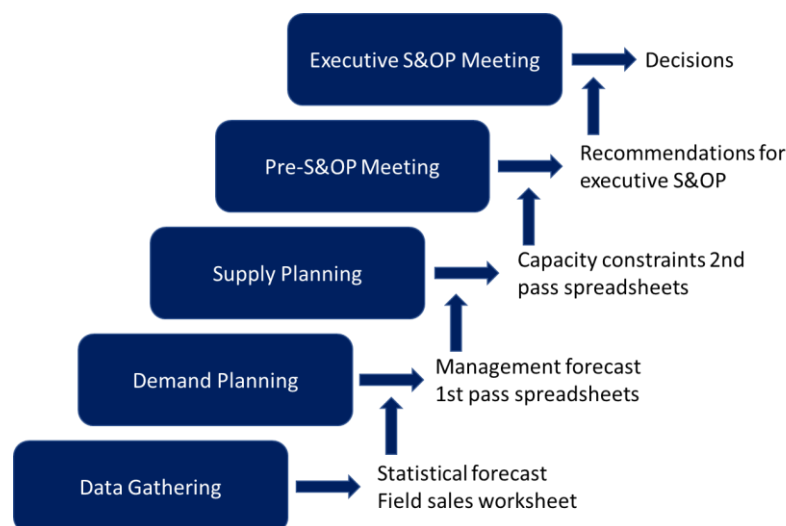 Executive S&OP Meeting
Decisions
Pre-S&OP Meeting
Recommendations for
executive S&OP
Supply Planning
Capacity constraints 2nd
pass spreadsheets
Demand Planning
Management forecast
1st pass spreadsheets
Data Gathering
Statistical forecast
Field sales worksheet